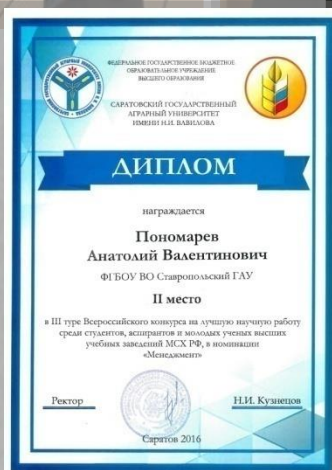 ФЕДЕРАЛЬНОЕ ГОСУДАРСТВЕННОЕ БЮДЖЕТНОЕ
ОБРАЗОВАТЕЛЬНОЕ УЧРЕЖДЕНИЕ
ВЫСШЕГО ОБРАЗОВАНИЯ
САРАТОВСКИЙ ГОСУДАРСТВЕННЫЙ
АГРАРНЫЙ УНИВЕРСИТЕТ
ИМЕНИ Н.И. ВАВИЛОВА
ДИПЛОМ
награждается
Пономарев
Анатолий Валентинович
ФГБОУ ВО Ставропольский ГАУ
II место
в III туре Всероссийского конкурса на лучшую научную работу
среди студентов, аспирантов и молодых ученых высших
учебных заведений МСХ РФ, в номинации
«Менеджмент»
Ректор
Н.И. Кузнецов
Саратов 2016